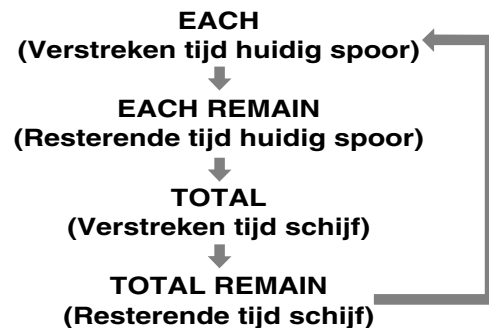 EACH
(Verstreken tijd huidig spoor)
EACH REMAIN
(Resterende tijd huidig spoor)
TOTAL
(Verstreken tijd schijf)
TOTAL REMAIN
(Resterende tijd schijf)